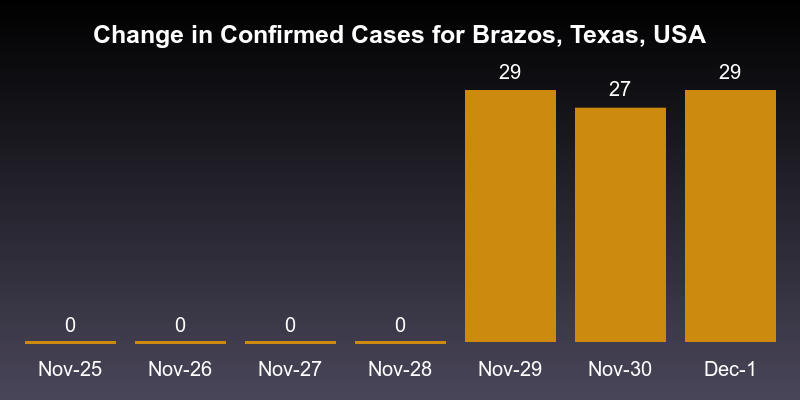 Change in Confirmed Cases for Brazos, Texas, USA
29 27 29
0 0 0 0
Nov-25 Nov-26 Nov-27 Nov-28 Nov-29 Nov-30 Dec-1